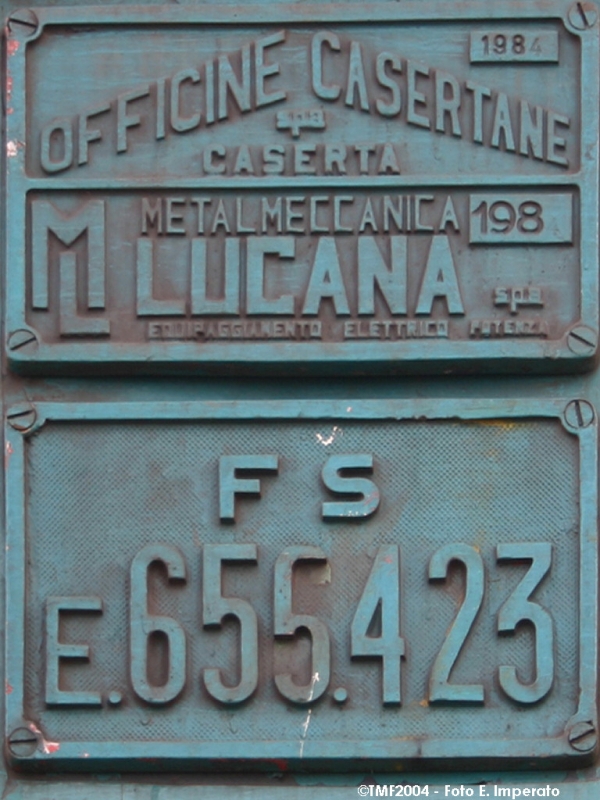 1984
OFFICINE CASERTANE
spa
CASERTA
ML METALMECCANICA 198
LUCANA
spa
EQUIPAGGIAMENTO ELETTRICO POTENZA
FS
E.655.423
©TMF2004 - Foto E. Imperato